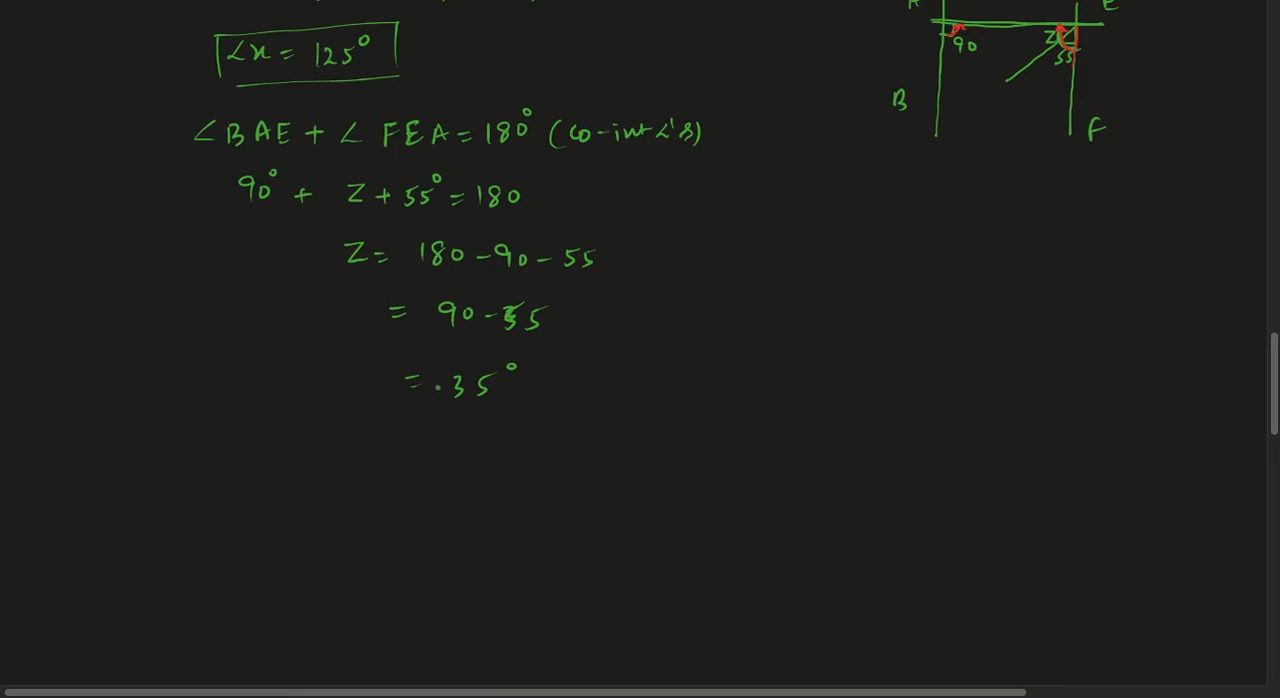 ∠x = 125°
∠BAE + ∠FEA = 180° (co-int ∠'s)
90° + Z + 55° = 180
Z = 180 - 90 - 55
= 90 - 55
= 35°
A E
90 Z
55
B
F